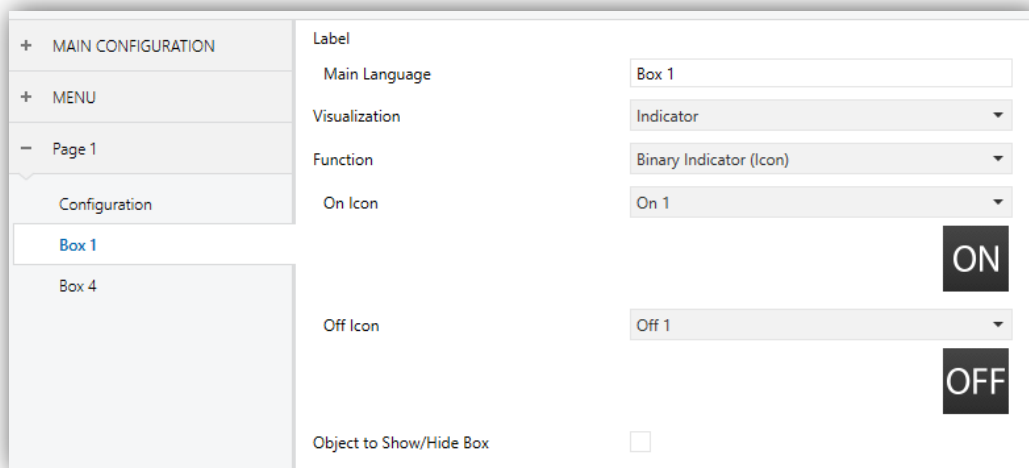 + MAIN CONFIGURATION
+ MENU
− Page 1
Configuration
Box 1
Box 4
Label
Main Language Box 1
Visualization Indicator
Function Binary Indicator (Icon)
On Icon On 1
ON
Off Icon Off 1
OFF
Object to Show/Hide Box